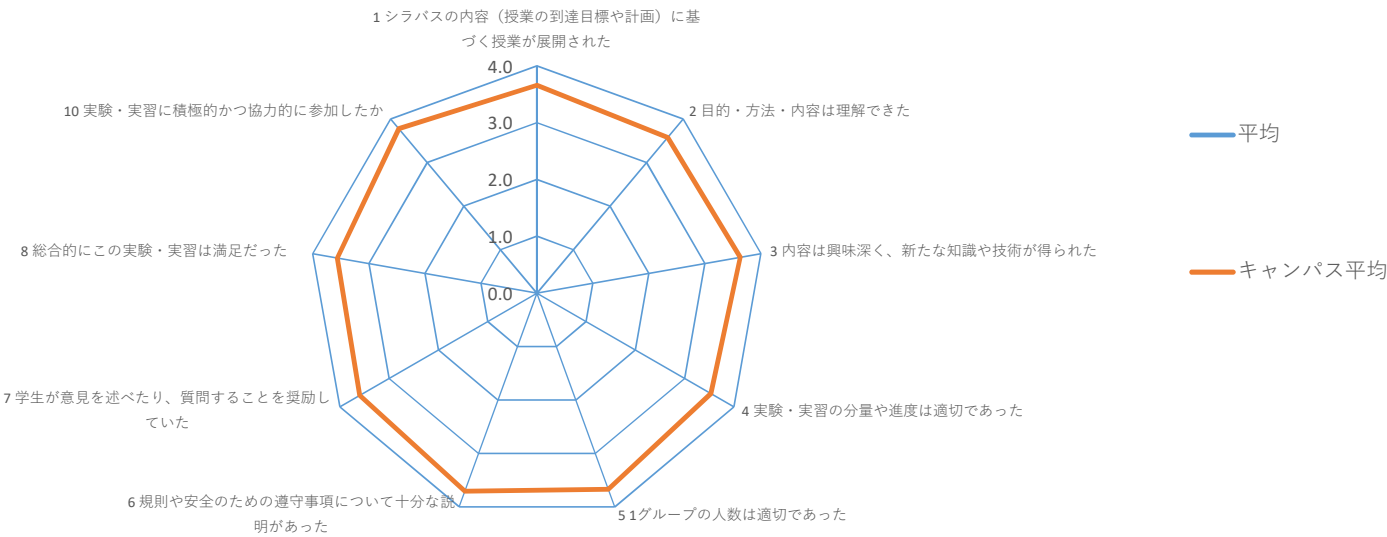 1 シラバスの内容（授業の到達目標や計画）に基
づく授業が展開された
4.0
10 実験・実習に積極的かつ協力的に参加したか
2 目的・方法・内容は理解できた
3.0
平均
2.0
1.0
8 総合的にこの実験・実習は満足だった
3 内容は興味深く、新たな知識や技術が得られた
キャンパス平均
0.0
7 学生が意見を述べたり、質問することを奨励し
ていた
4 実験・実習の分量や進度は適切であった
6 規則や安全のための遵守事項について十分な説
明があった
5 1グループの人数は適切であった